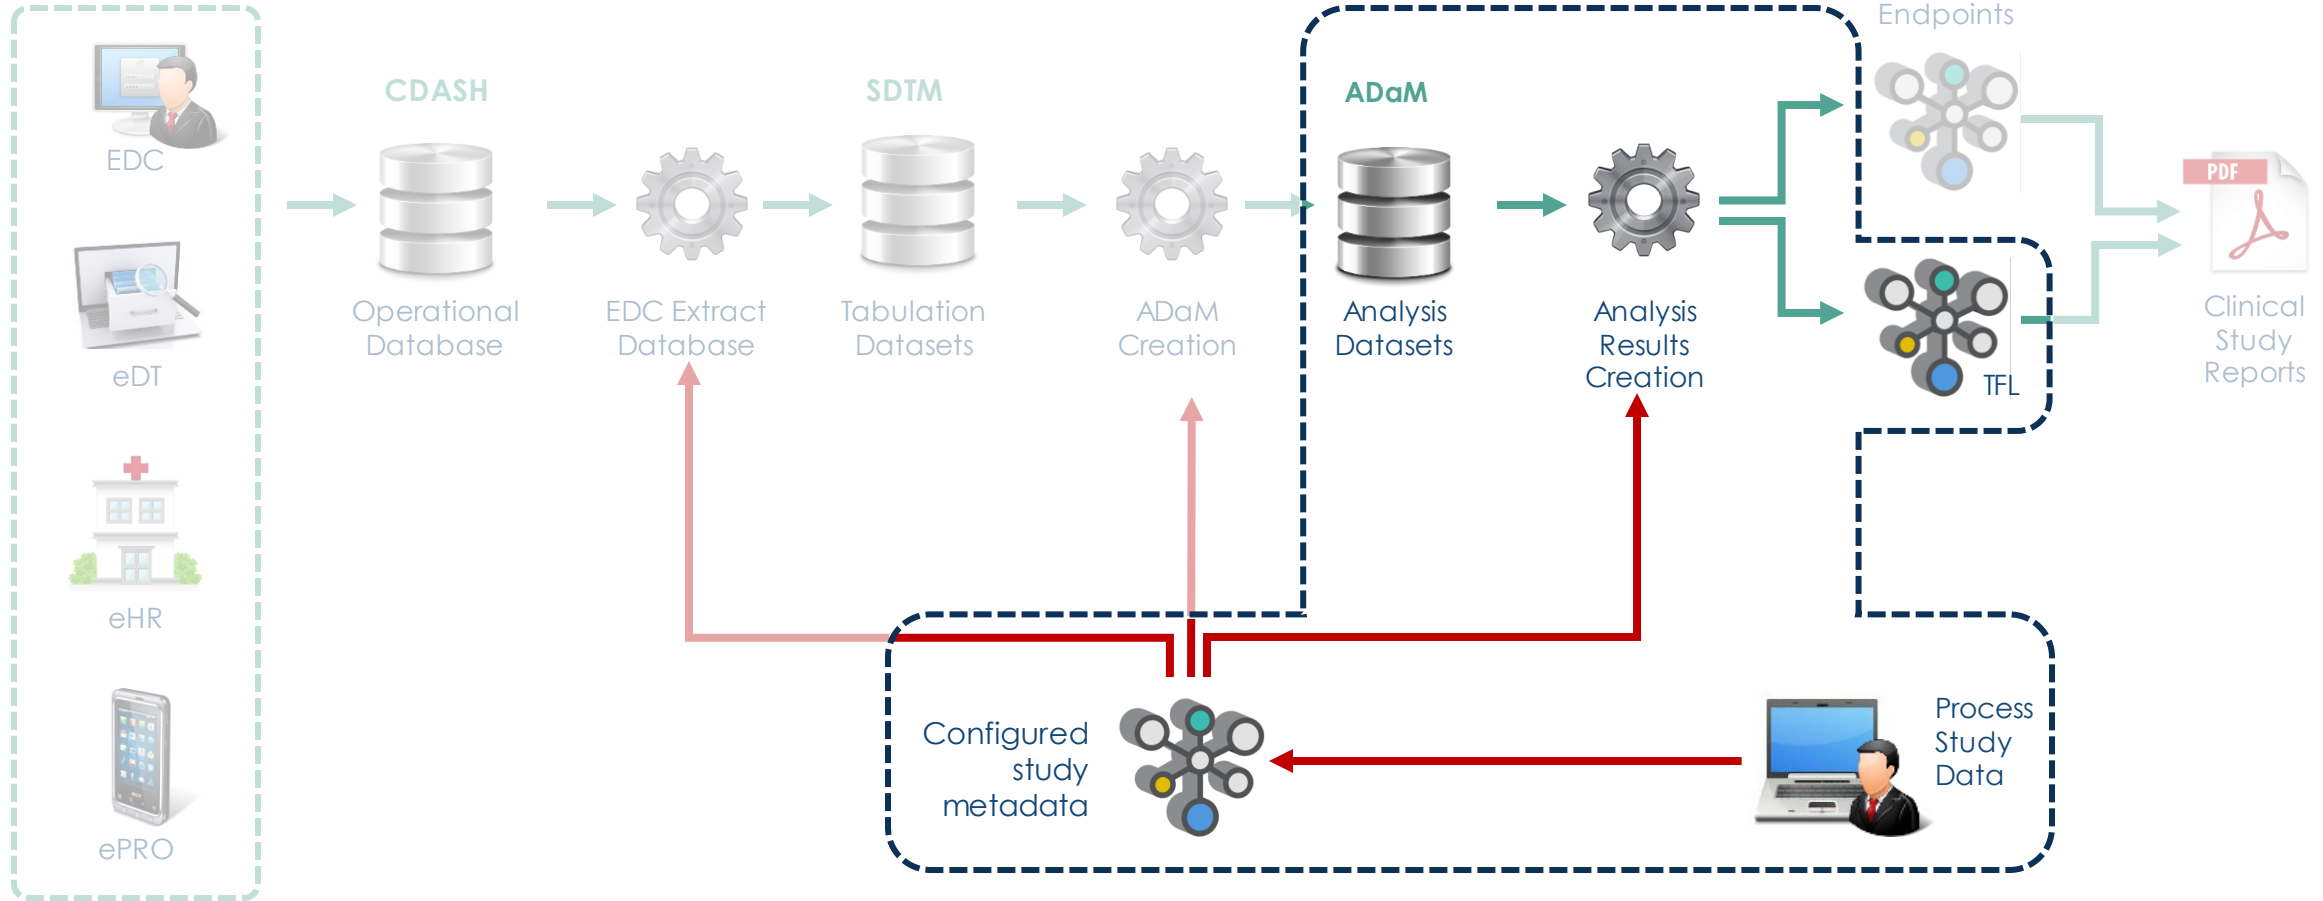 Endpoints
CDASH
SDTM
ADaM
EDC
PDF
eDT
Operational
Database
EDC Extract
Database
Tabulation
Datasets
ADaM
Creation
Analysis
Datasets
Analysis
Results
Creation
TFL
Clinical
Study
Reports
eHR
ePRO
Configured
study
metadata
Process
Study
Data